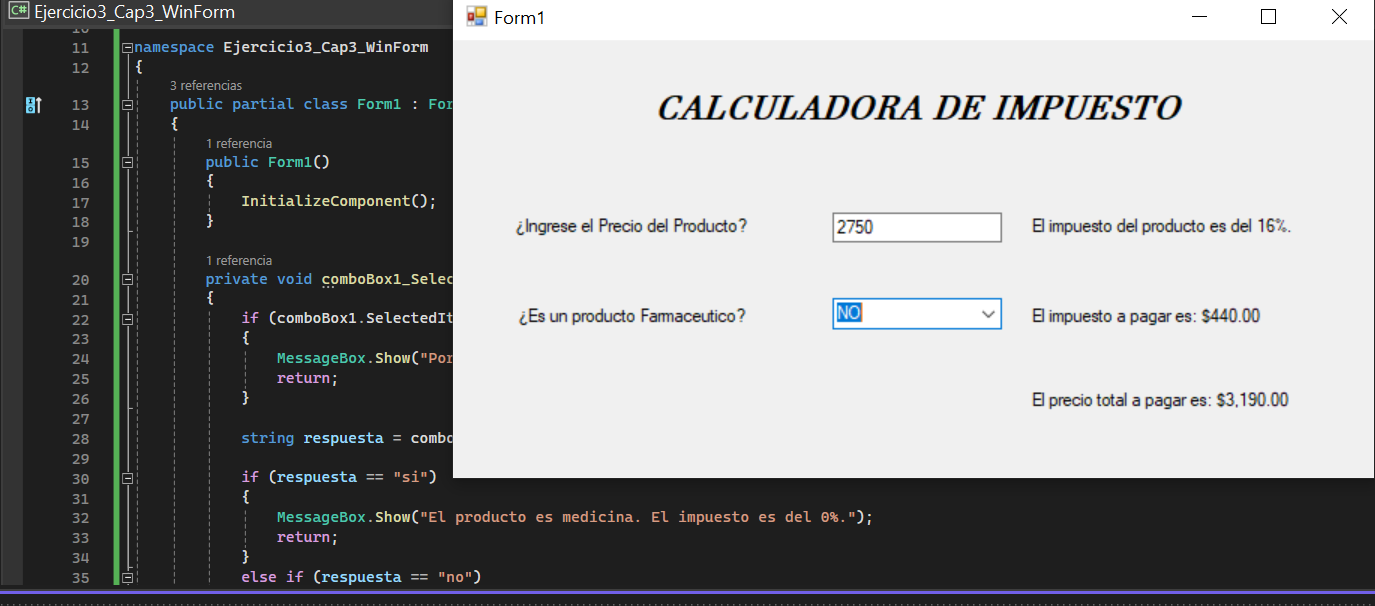 Ejercicio3_Cap3_WinForm
11 namespace Ejercicio3_Cap3_WinForm
12 {
3 referencias
13 public partial class Form1 : For
14 {
1 referencia
15 public Form1()
16 {
17 InitializeComponent();
18 }
19
1 referencia
20 private void comboBox1_Selec
21 {
22 if (comboBox1.SelectedIt
23 {
24 MessageBox.Show("Por
25 return;
26 }
27
28 string respuesta = combo
29
30 if (respuesta == "si")
31 {
32 MessageBox.Show("El producto es medicina. El impuesto es del 0%.");
33 return;
34 }
35 else if (respuesta == "no")
Form1
CALCULADORA DE IMPUESTO
¿Ingrese el Precio del Producto? 2750 El impuesto del producto es del 16%.
¿Es un producto Farmaceutico? NO El impuesto a pagar es: $440.00
El precio total a pagar es: $3,190.00